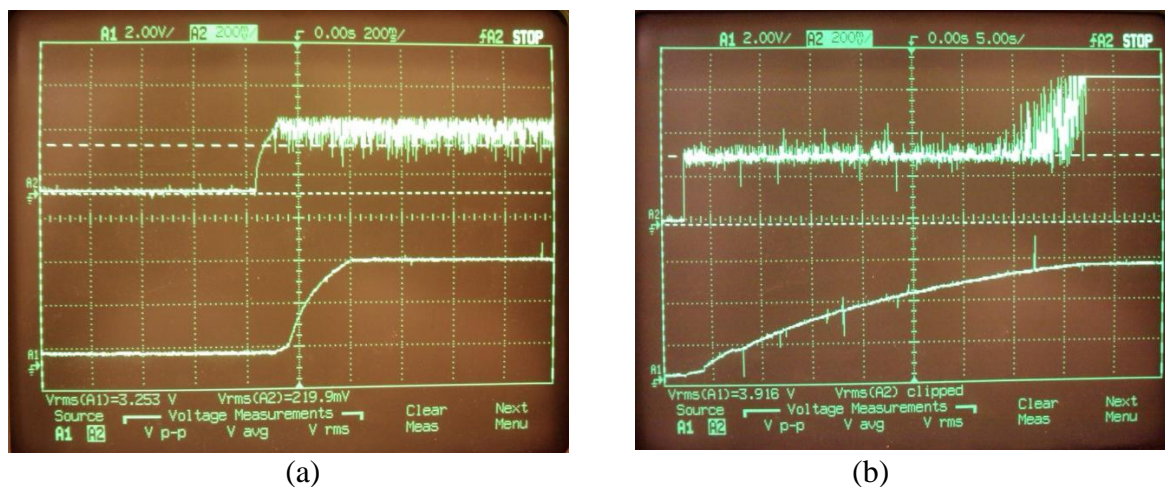 A1 2.00V/ A2 200mV/ 0.00s 200m/ fA2 STOP
A2
A1
Vrms(A1)=3.253 V Vrms(A2)=219.9mV
Source Voltage Measurements Clear Next
A1 A2 V p-p V avg V rms Meas Menu
(a)
A1 2.00V/ A2 200mV/ 0.00s 5.00s/ fA2 STOP
A2
A1
Vrms(A1)=3.916 V Vrms(A2) clipped
Source Voltage Measurements Clear Next
A1 A2 V p-p V avg V rms Meas Menu
(b)